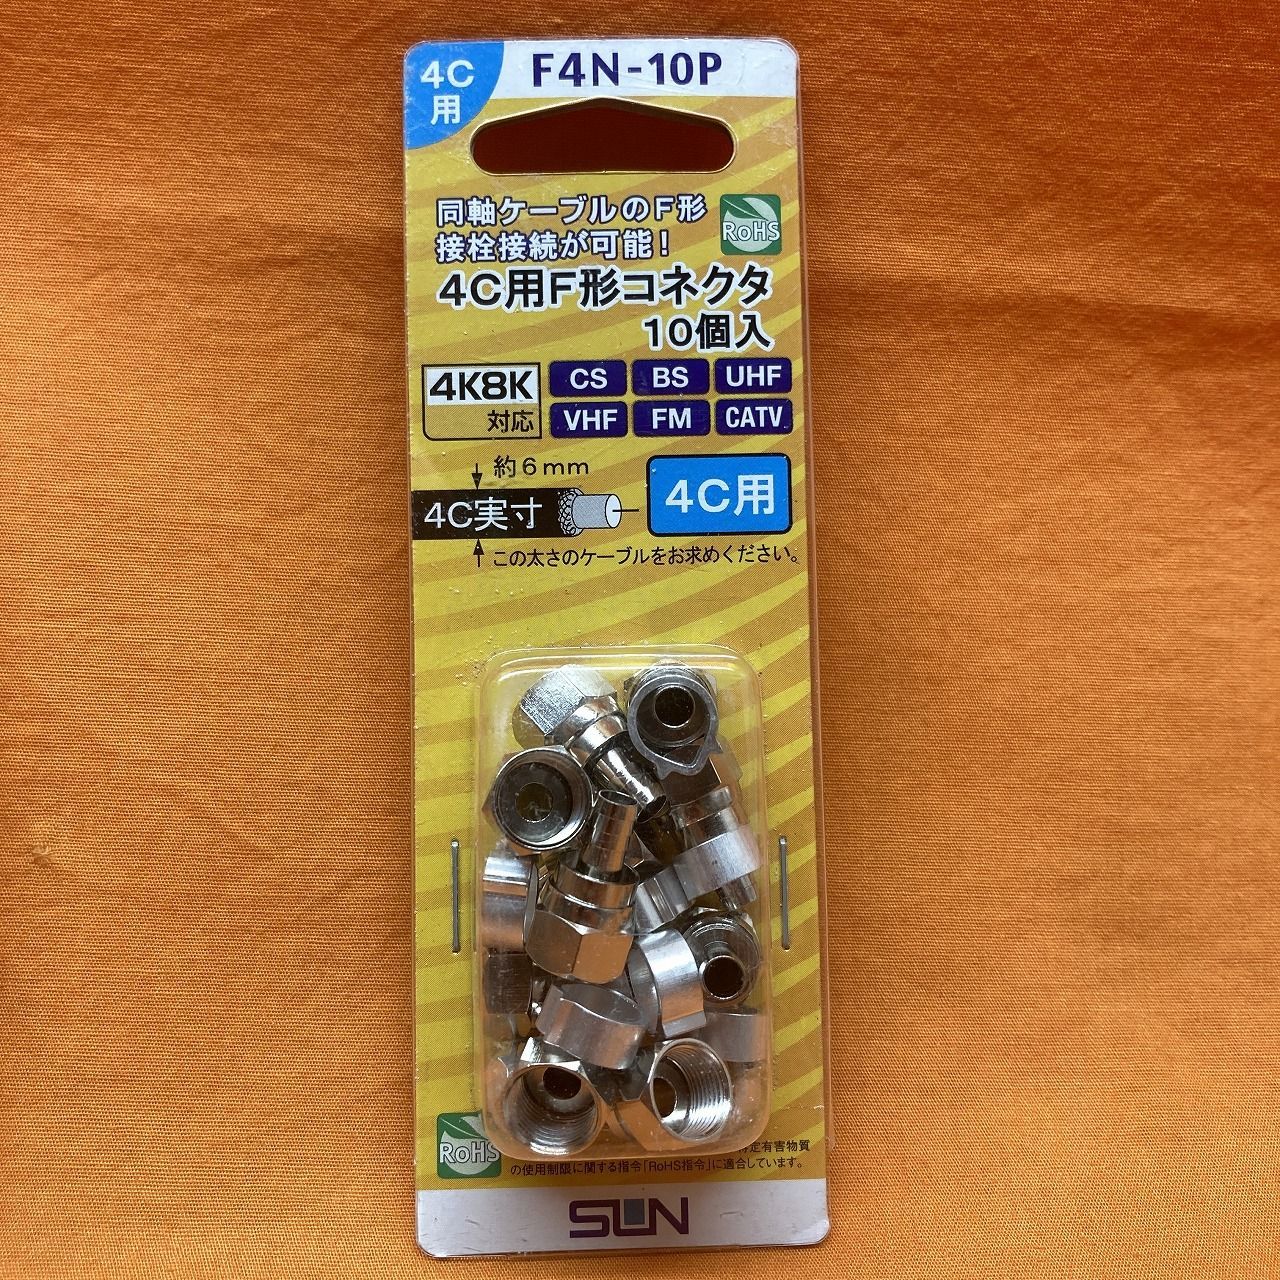 4C
用
F4N-10P
同軸ケーブルのF形
接栓接続が可能！
RoHS
4C用F形コネクタ
10個入
4K8K
対応
CS BS UHF
VHF FM CATV
約6mm
4C実寸
4C用
この太さのケーブルをお求めください。
RoHS
定有害物質
の使用制限に関する指令「RoHS指令」に適合しています。
SUN